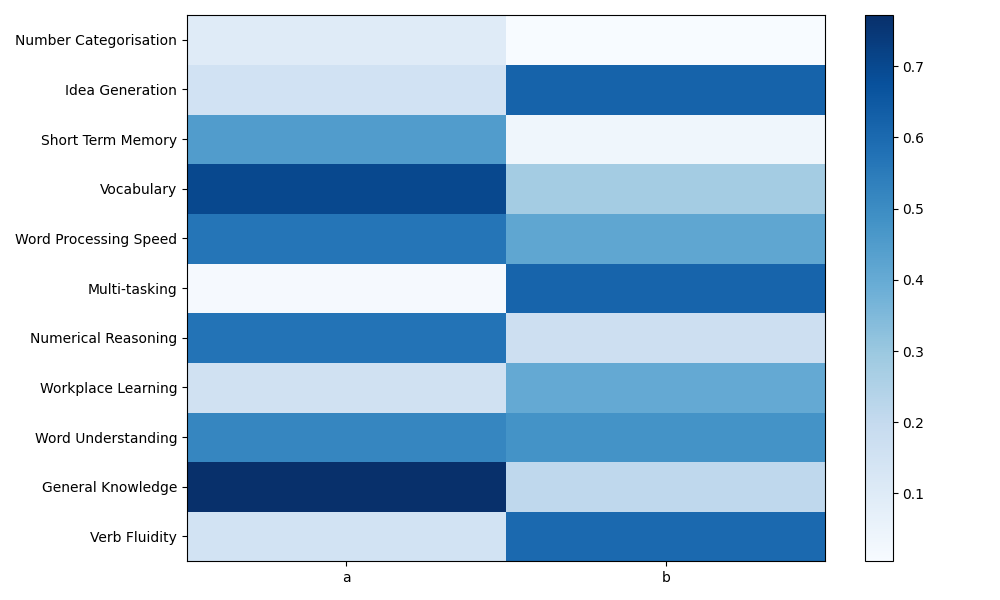 Number Categorisation
Idea Generation
Short Term Memory
Vocabulary
Word Processing Speed
Multi-tasking
Numerical Reasoning
Workplace Learning
Word Understanding
General Knowledge
Verb Fluidity
a
b
0.7
0.6
0.5
0.4
0.3
0.2
0.1